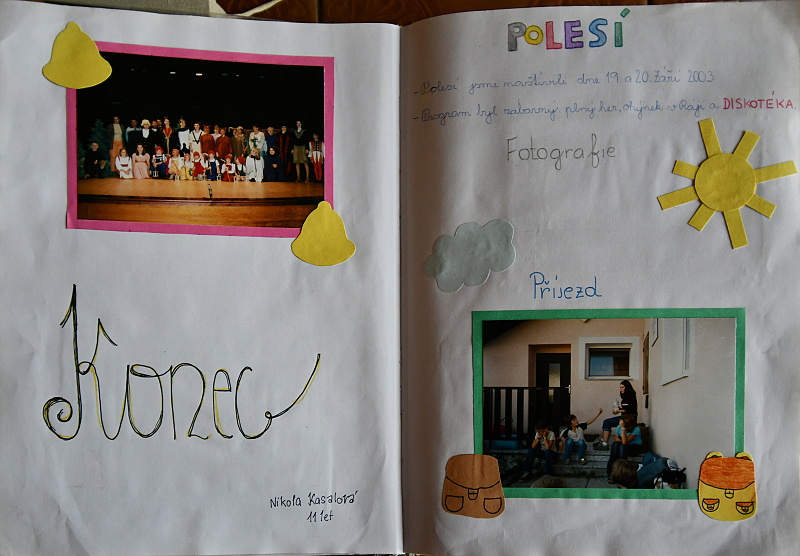 Konec
Nikola Kasalová
11 let
POLESÍ
- Polesí jsme navštívili dne 19 a 20. září 2003
- Program byl zábavný, plný her, ohýnek v Ráji a DISKOTÉKA.
Fotografie
Příjezd